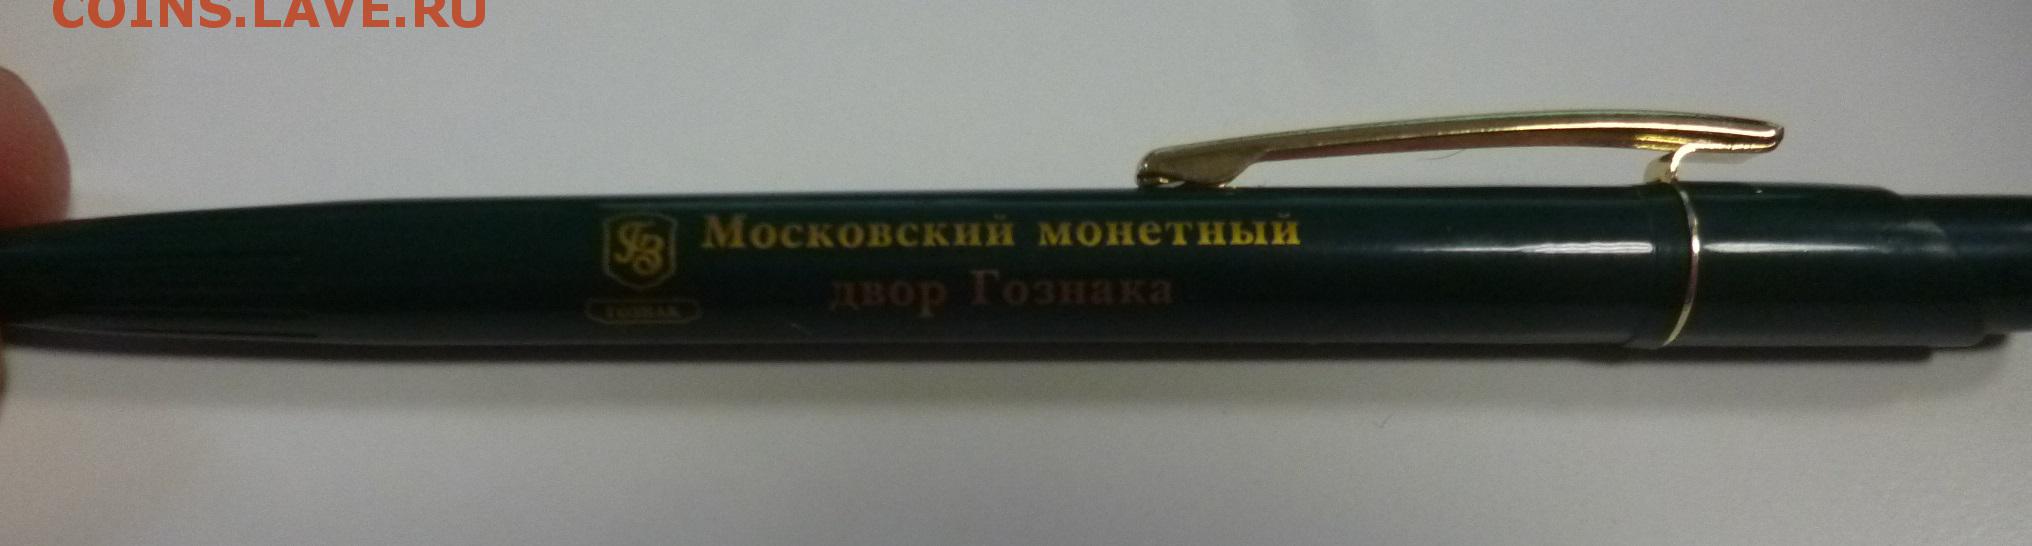 COINS.LAVE.RU
Московский монетный
двор Гознака
ГОЗНАК